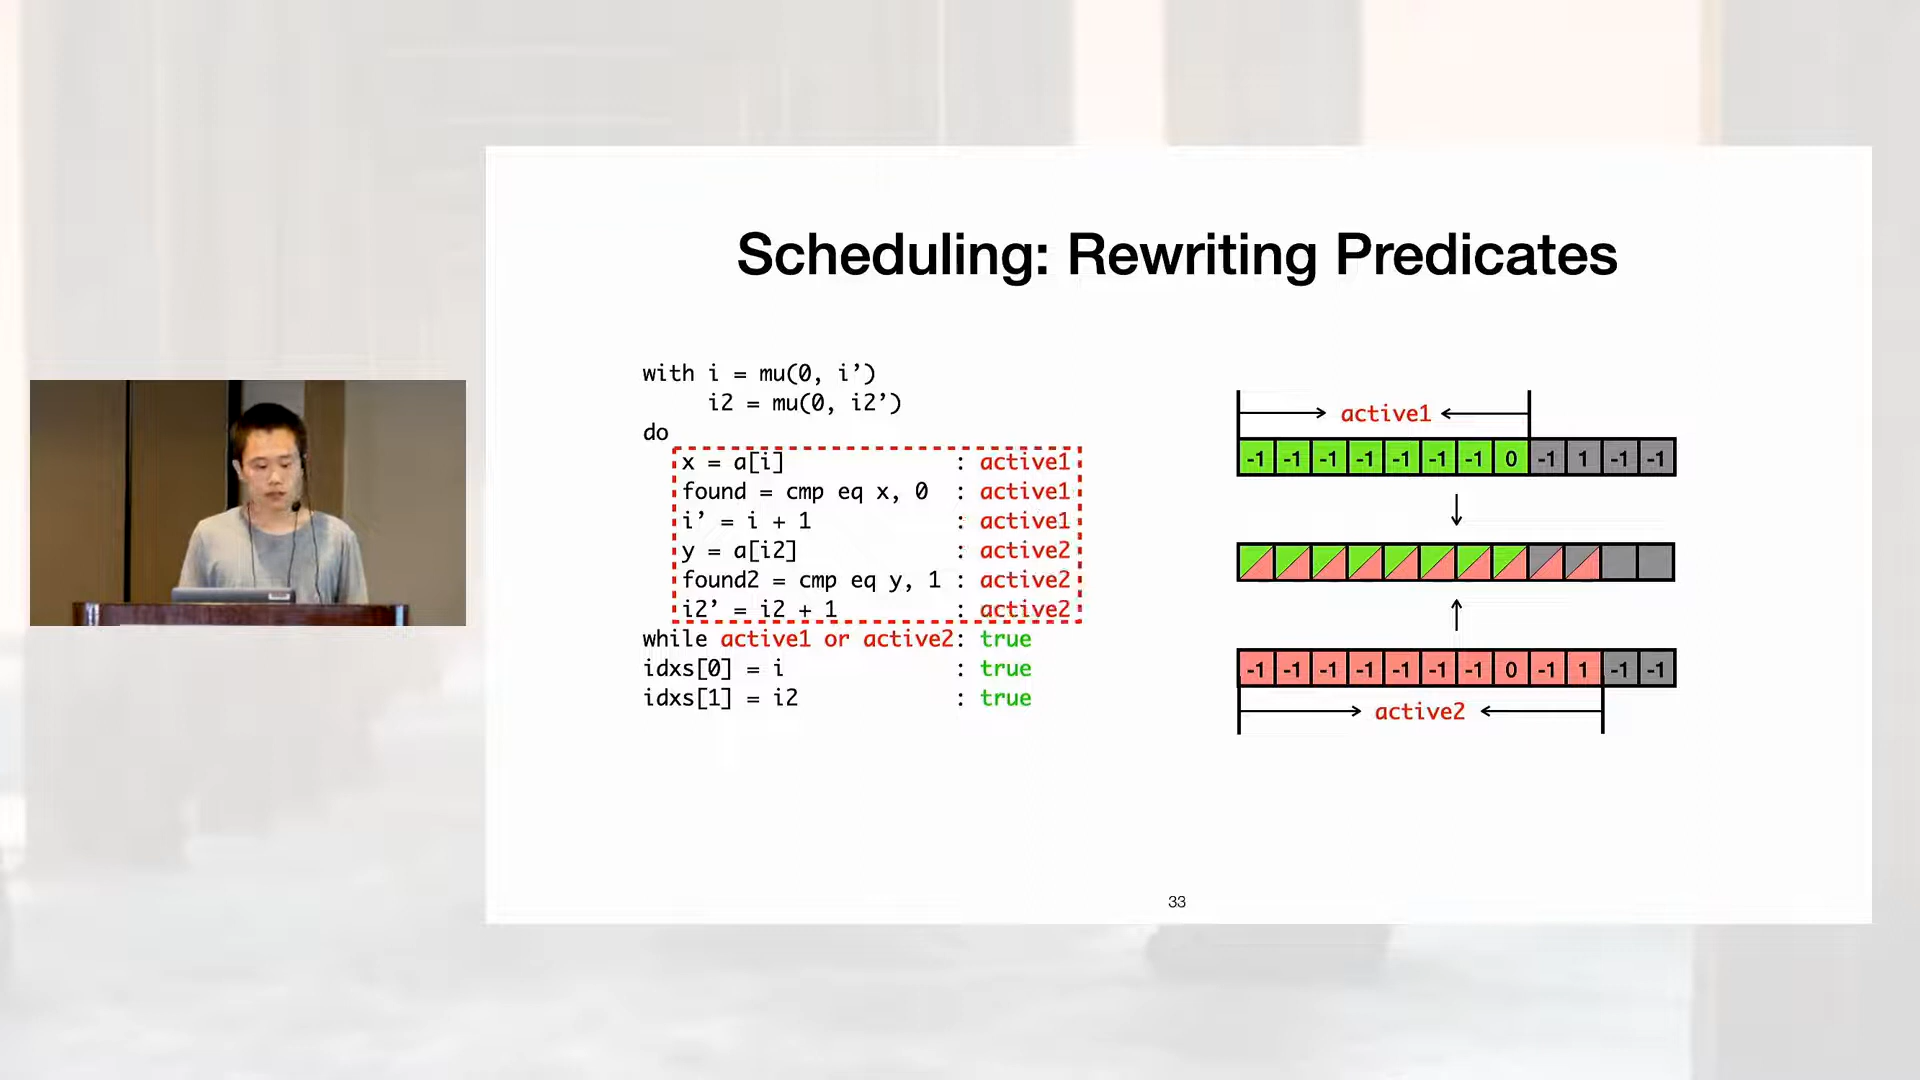 Scheduling: Rewriting Predicates
with i = mu(0, i’)
i2 = mu(0, i2’)
do
x = a[i] : active1
found = cmp eq x, 0 : active1
i’ = i + 1 : active1
y = a[i2] : active2
found2 = cmp eq y, 1 : active2
i2’ = i2 + 1 : active2
while active1 or active2: true
idxs[0] = i : true
idxs[1] = i2 : true
active1
-1 -1 -1 -1 -1 -1 -1 0 -1 1 -1 -1
-1 -1 -1 -1 -1 -1 -1 0 -1 1 -1 -1
active2
33